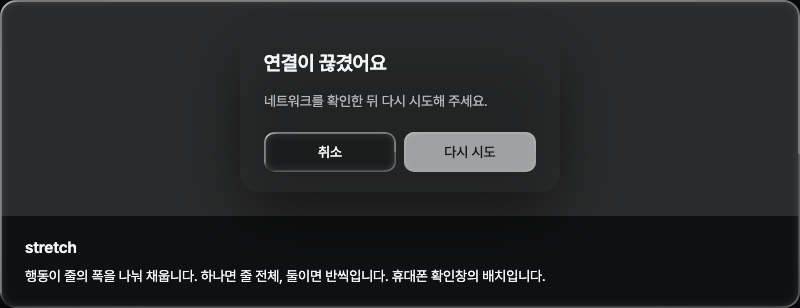 연결이 끊겼어요
네트워크를 확인한 뒤 다시 시도해 주세요.
취소
다시 시도
stretch
행동이 줄의 폭을 나눠 채웁니다. 하나면 줄 전체, 둘이면 반씩입니다. 휴대폰 확인창의 배치입니다.